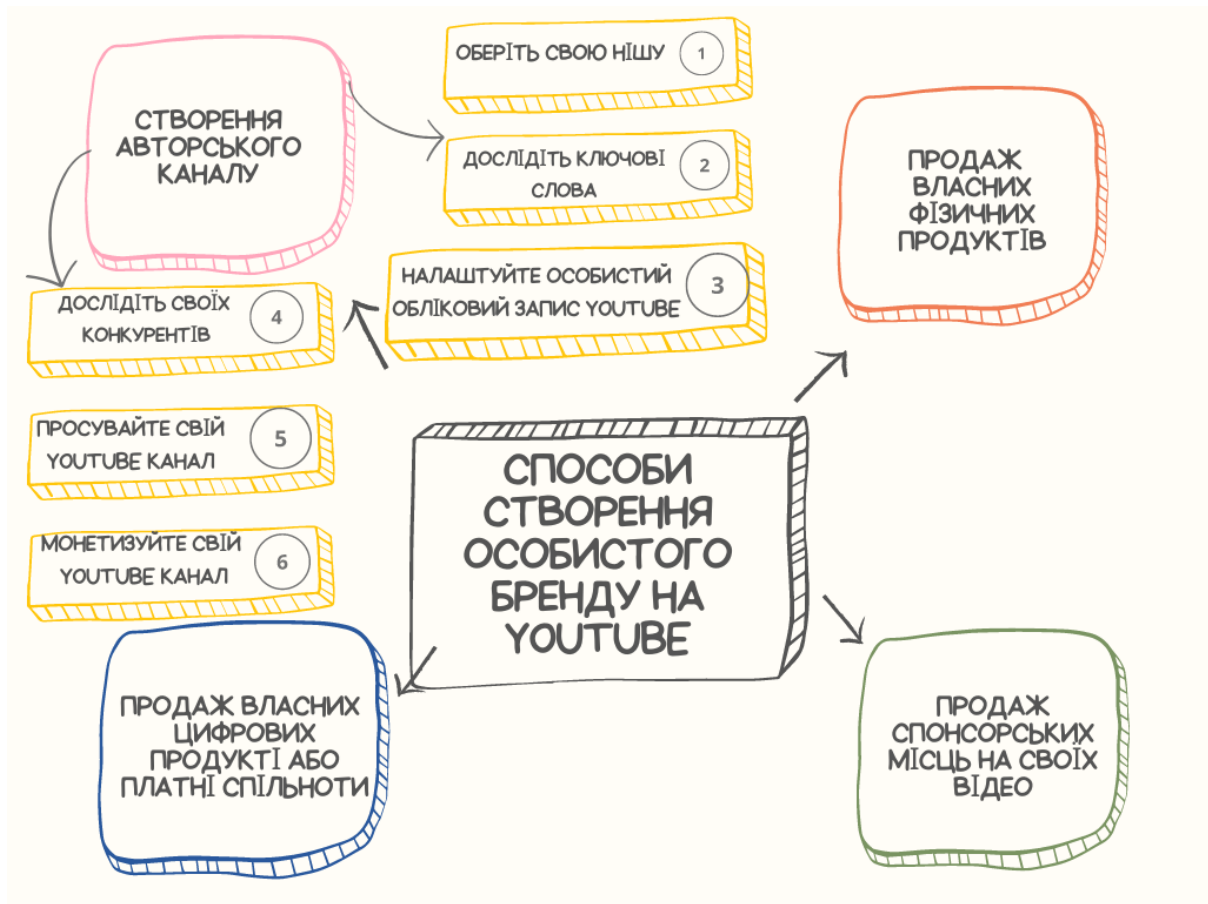 СТВОРЕННЯ
АВТОРСЬКОГО
КАНАЛУ
ОБЕРІТЬ СВОЮ НІШУ 1
ДОСЛІДІТЬ КЛЮЧОВІ 2
СЛОВА
НАЛАШТУЙТЕ ОСОБИСТИЙ 3
ОБЛІКОВИЙ ЗАПИС YOUTUBE
ДОСЛІДІТЬ СВОЇХ 4
КОНКУРЕНТІВ
ПРОСУВАЙТЕ СВІЙ 5
YOUTUBE КАНАЛ
МОНЕТИЗУЙТЕ СВІЙ 6
YOUTUBE КАНАЛ
ПРОДАЖ
ВЛАСНИХ
ФІЗИЧНИХ
ПРОДУКТІВ
СПОСОБИ
СТВОРЕННЯ
ОСОБИСТОГО
БРЕНДУ НА
YOUTUBE
ПРОДАЖ ВЛАСНИХ
ЦИФРОВИХ
ПРОДУКТІ АБО
ПЛАТНІ СПІЛЬНОТИ
ПРОДАЖ
СПОНСОРСЬКИХ
МІСЦЬ НА СВОЇХ
ВІДЕО